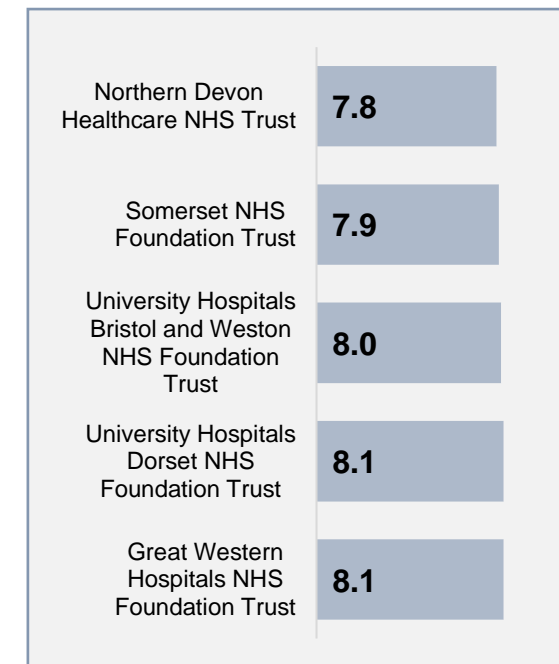 Northern Devon
Healthcare NHS Trust
7.8
Somerset NHS
Foundation Trust
7.9
University Hospitals
Bristol and Weston
NHS Foundation
Trust
8.0
University Hospitals
Dorset NHS
Foundation Trust
8.1
Great Western
Hospitals NHS
Foundation Trust
8.1